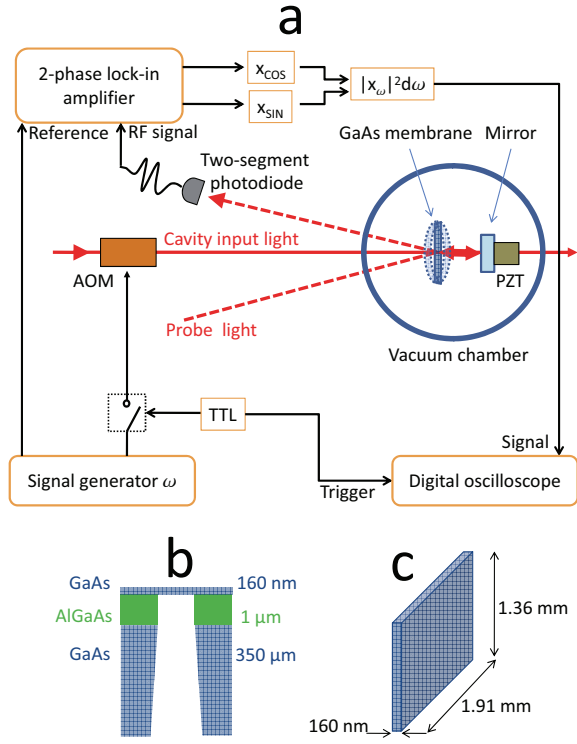 a
2-phase lock-in
amplifier
x_COS
x_SIN
|x_ω|²dω
Reference
RF signal
Two-segment
photodiode
GaAs membrane
Mirror
Cavity input light
AOM
PZT
Probe light
Vacuum chamber
TTL
Signal
Signal generator ω
Trigger
Digital oscilloscope
b
GaAs
160 nm
AlGaAs
1 µm
GaAs
350 µm
c
1.36 mm
1.91 mm
160 nm